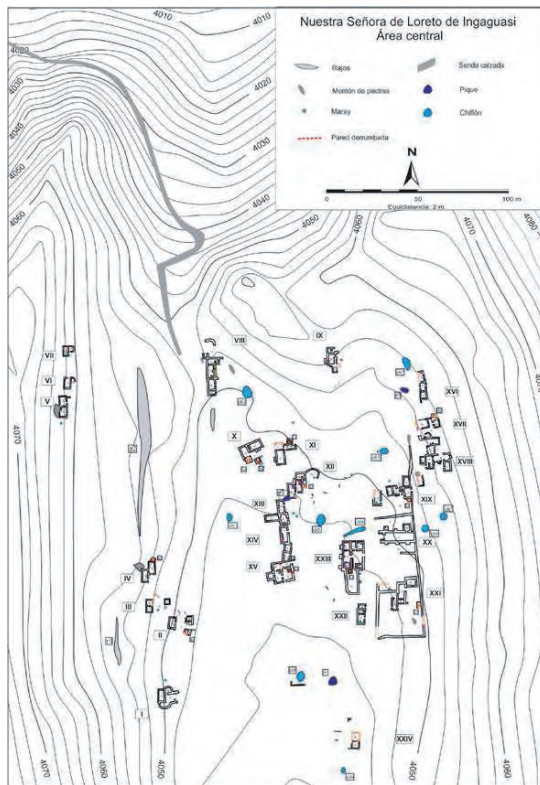 Nuestra Señora de Loreto de Ingaguasi
Área central
Bajos
Senda calzada
Montón de piedras
Pique
Maray
Chiflón
Pared derrumbada
N
0
50
100 m
Equidistancia: 2 m.
4010
4010
4020
4020
4030
4030
4040
4040
4050
4050
4060
4060
4070
4080
VIII
IX
VII
VI
V
XVI
XVII
X
XI
XII
XVIII
4070
XIII
XIX
XIV
XX
IV
XV
XXIII
III
XXI
II
XXII
I
XXIV
4070
4060
4050
4050
4060